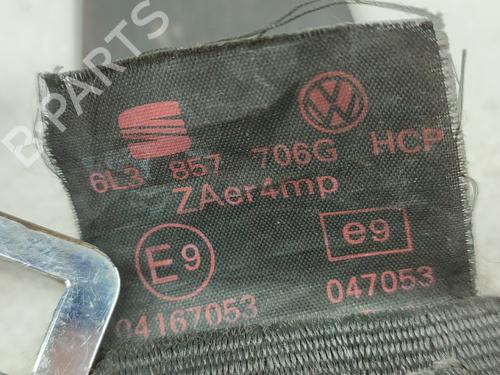 B-PARTS
6L3 857 706G HCP
ZAer4mp
E9 e9
04167053 047053